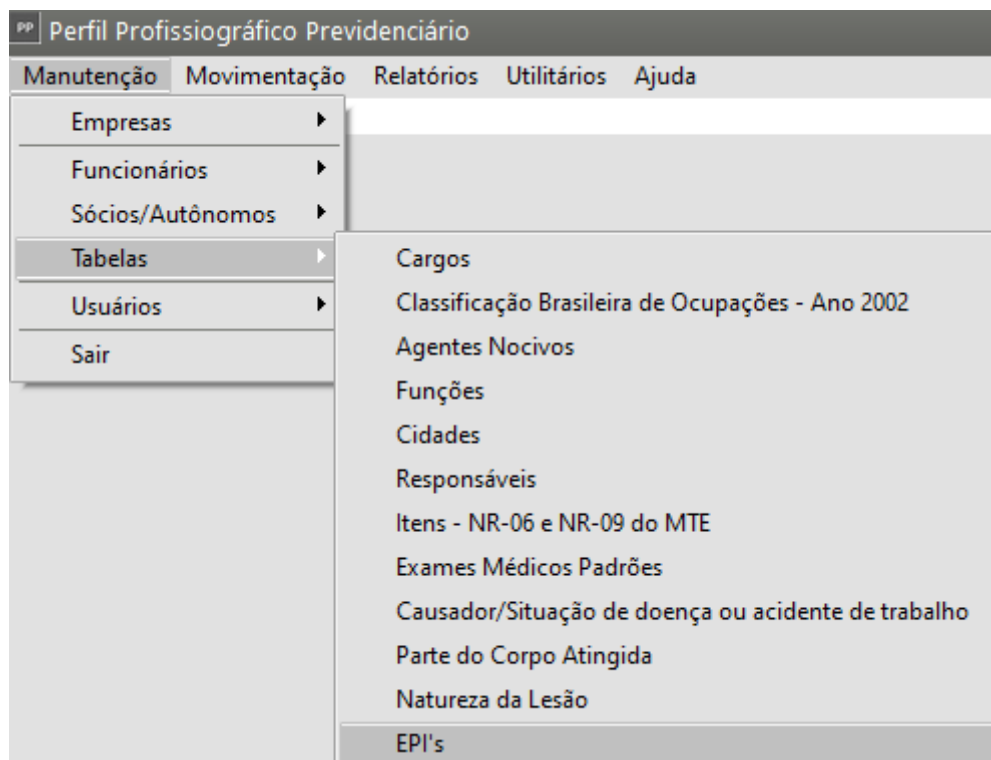 PP Perfil Profissiográfico Previdenciário
Manutenção Movimentação Relatórios Utilitários Ajuda
Empresas
Funcionários
Sócios/Autônomos
Tabelas
Usuários
Sair
Cargos
Classificação Brasileira de Ocupações - Ano 2002
Agentes Nocivos
Funções
Cidades
Responsáveis
Itens - NR-06 e NR-09 do MTE
Exames Médicos Padrões
Causador/Situação de doença ou acidente de trabalho
Parte do Corpo Atingida
Natureza da Lesão
EPI's